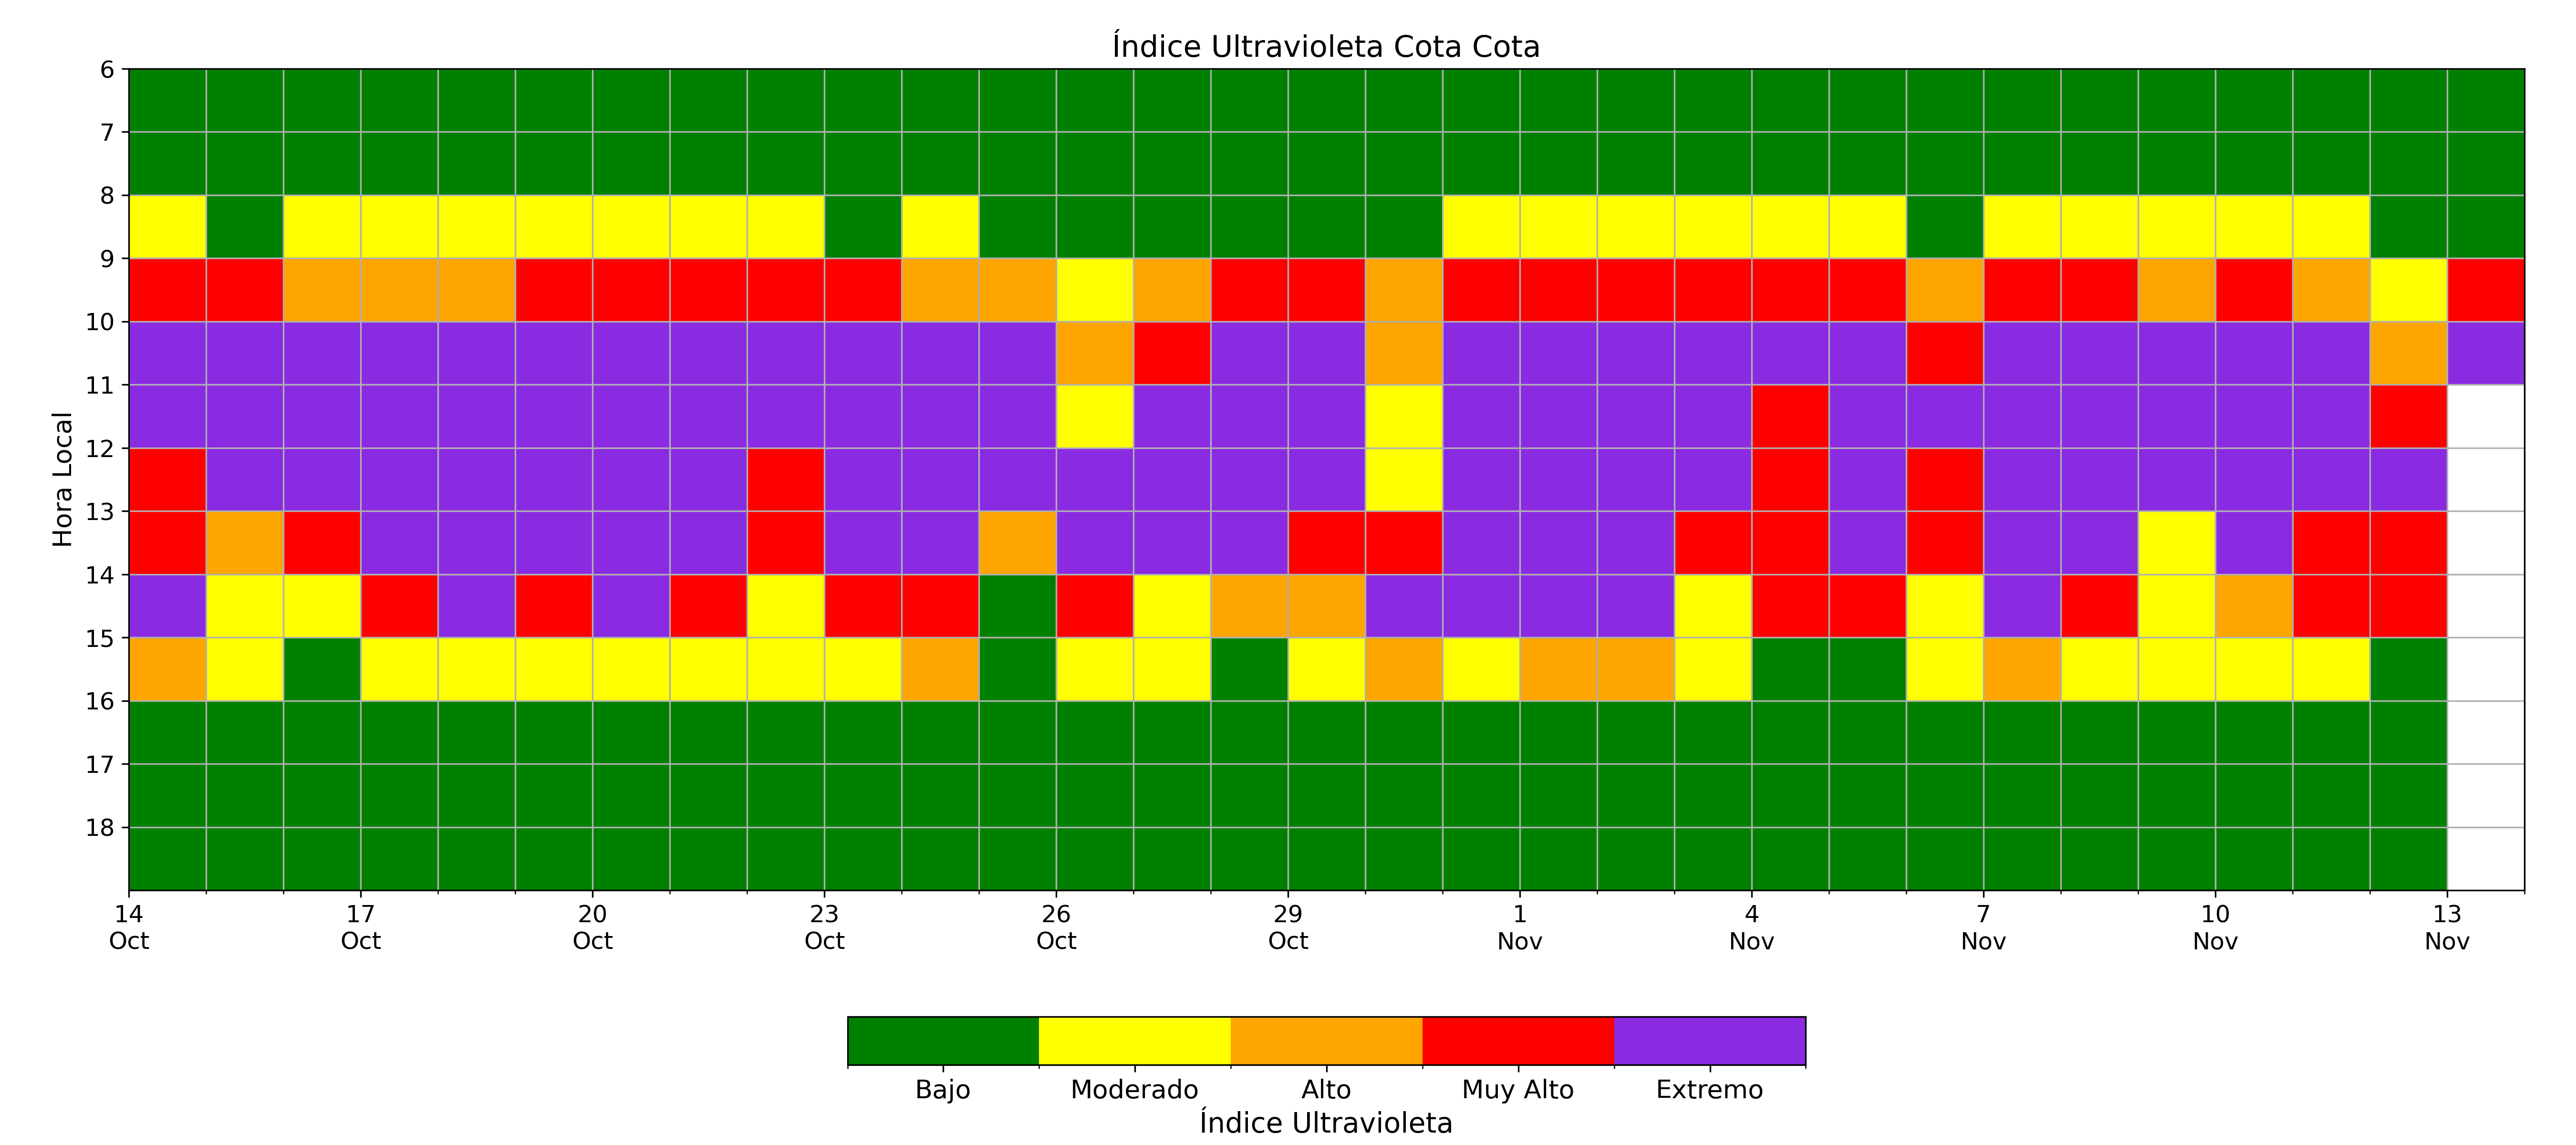 Índice Ultravioleta Cota Cota
Hora Local
6
7
8
9
10
11
12
13
14
15
16
17
18
14 17 20 23 26 29 1 4 7 10 13
Oct Oct Oct Oct Oct Oct Nov Nov Nov Nov Nov
Bajo Moderado Alto Muy Alto Extremo
Índice Ultravioleta